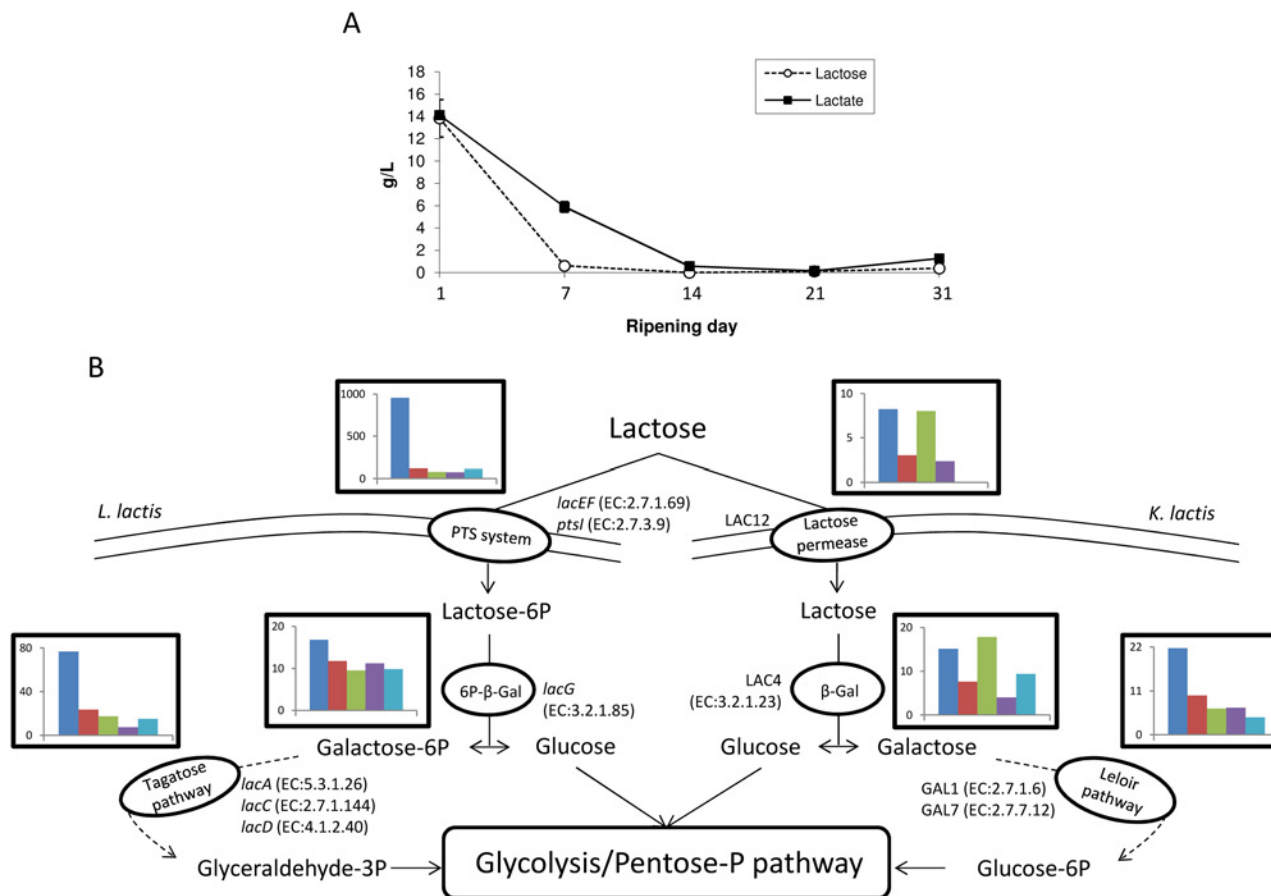 A
18
16
14
12
10
8
6
4
2
0
g/L
Lactose
Lactate
1 7 14 21 31
Ripening day
B
1000
500
0
10
5
0
Lactose
L. lactis
lacEF (EC:2.7.1.69)
ptsI (EC:2.7.3.9)
LAC12
K. lactis
PTS system
Lactose
permease
Lactose-6P
Lactose
80
40
0
20
10
0
6P-β-Gal
lacG
(EC:3.2.1.85)
LAC4
(EC:3.2.1.23)
β-Gal
20
15
10
5
0
22
11
0
Galactose-6P
Glucose
Glucose
Galactose
Tagatose
pathway
lacA (EC:5.3.1.26)
lacC (EC:2.7.1.144)
lacD (EC:4.1.2.40)
GAL1 (EC:2.7.1.6)
GAL7 (EC:2.7.7.12)
Leloir
pathway
Glyceraldehyde-3P
Glycolysis/Pentose-P pathway
Glucose-6P